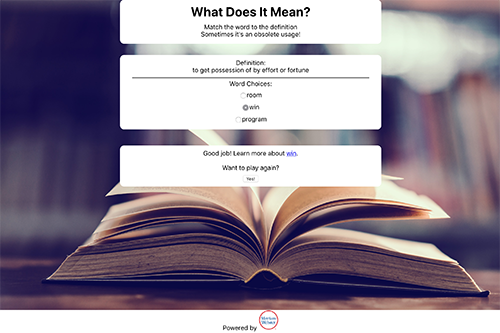 What Does It Mean?
Match the word to the definition
Sometimes it's an obsolete usage!
Definition:
to get possession of by effort or fortune
Word Choices:
room
win
program
Good job! Learn more about win.
Want to play again?
Yes!
Powered by